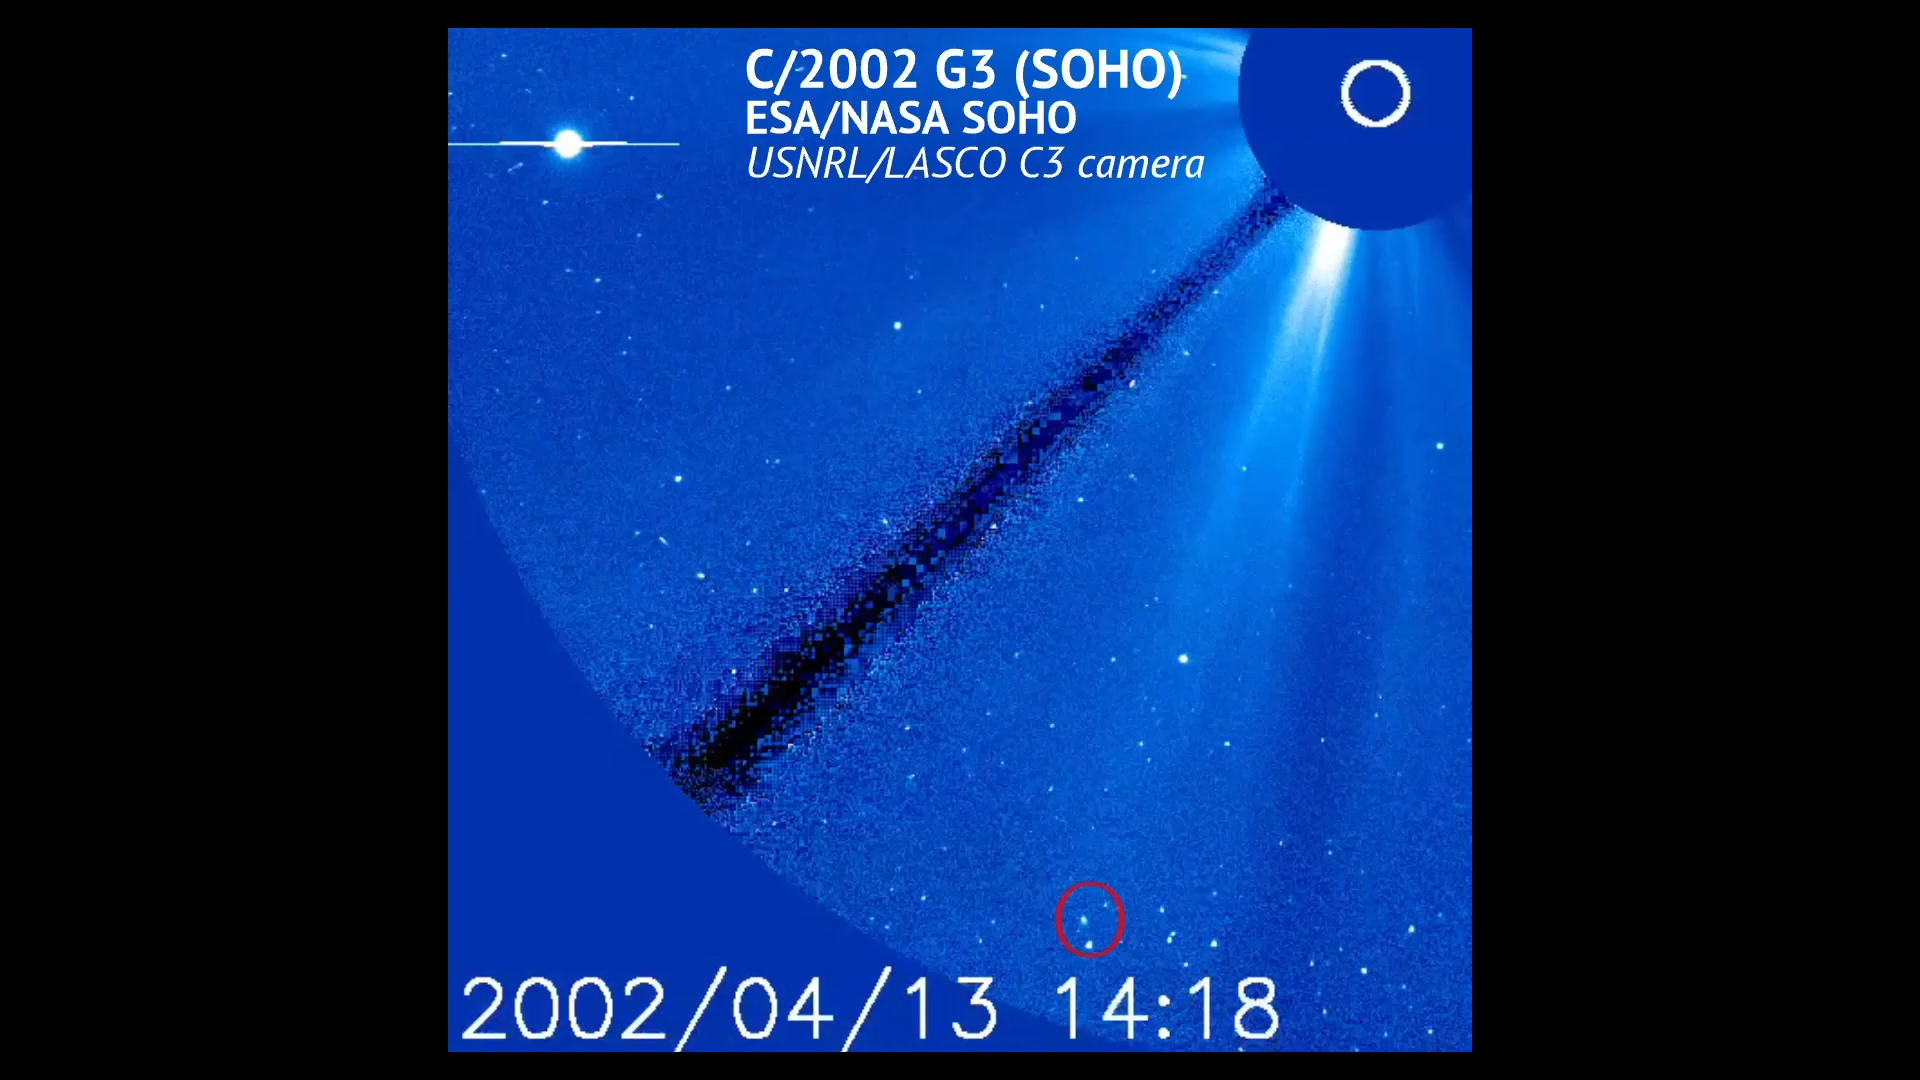 C/2002 G3 (SOHO)
ESA/NASA SOHO
USNRL/LASCO C3 camera
2002/04/13 14:18